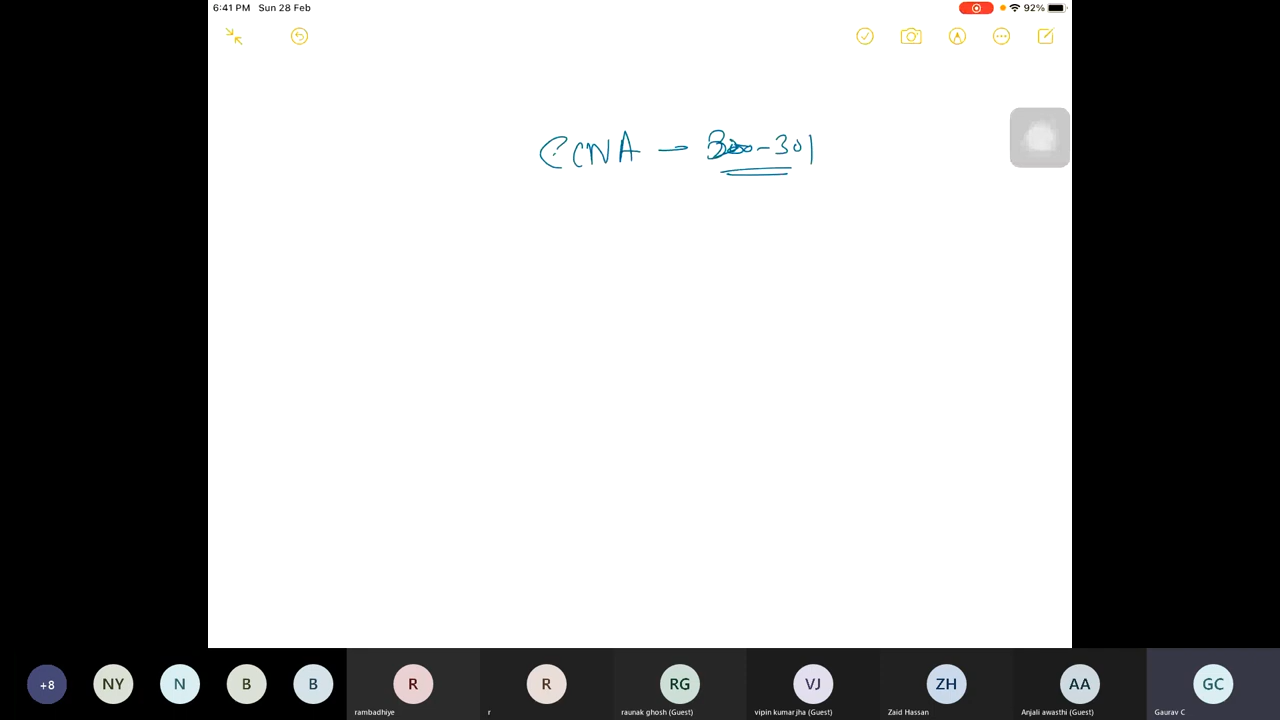 6:41 PM Sun 28 Feb 92%
CCNA - 300-301
+8 NY N B B R R RG VJ ZH AA GC
rambadhiye r raunak ghosh (Guest) vipin kumar jha (Guest) Zaid Hassan Anjali awasthi (Guest) Gaurav C